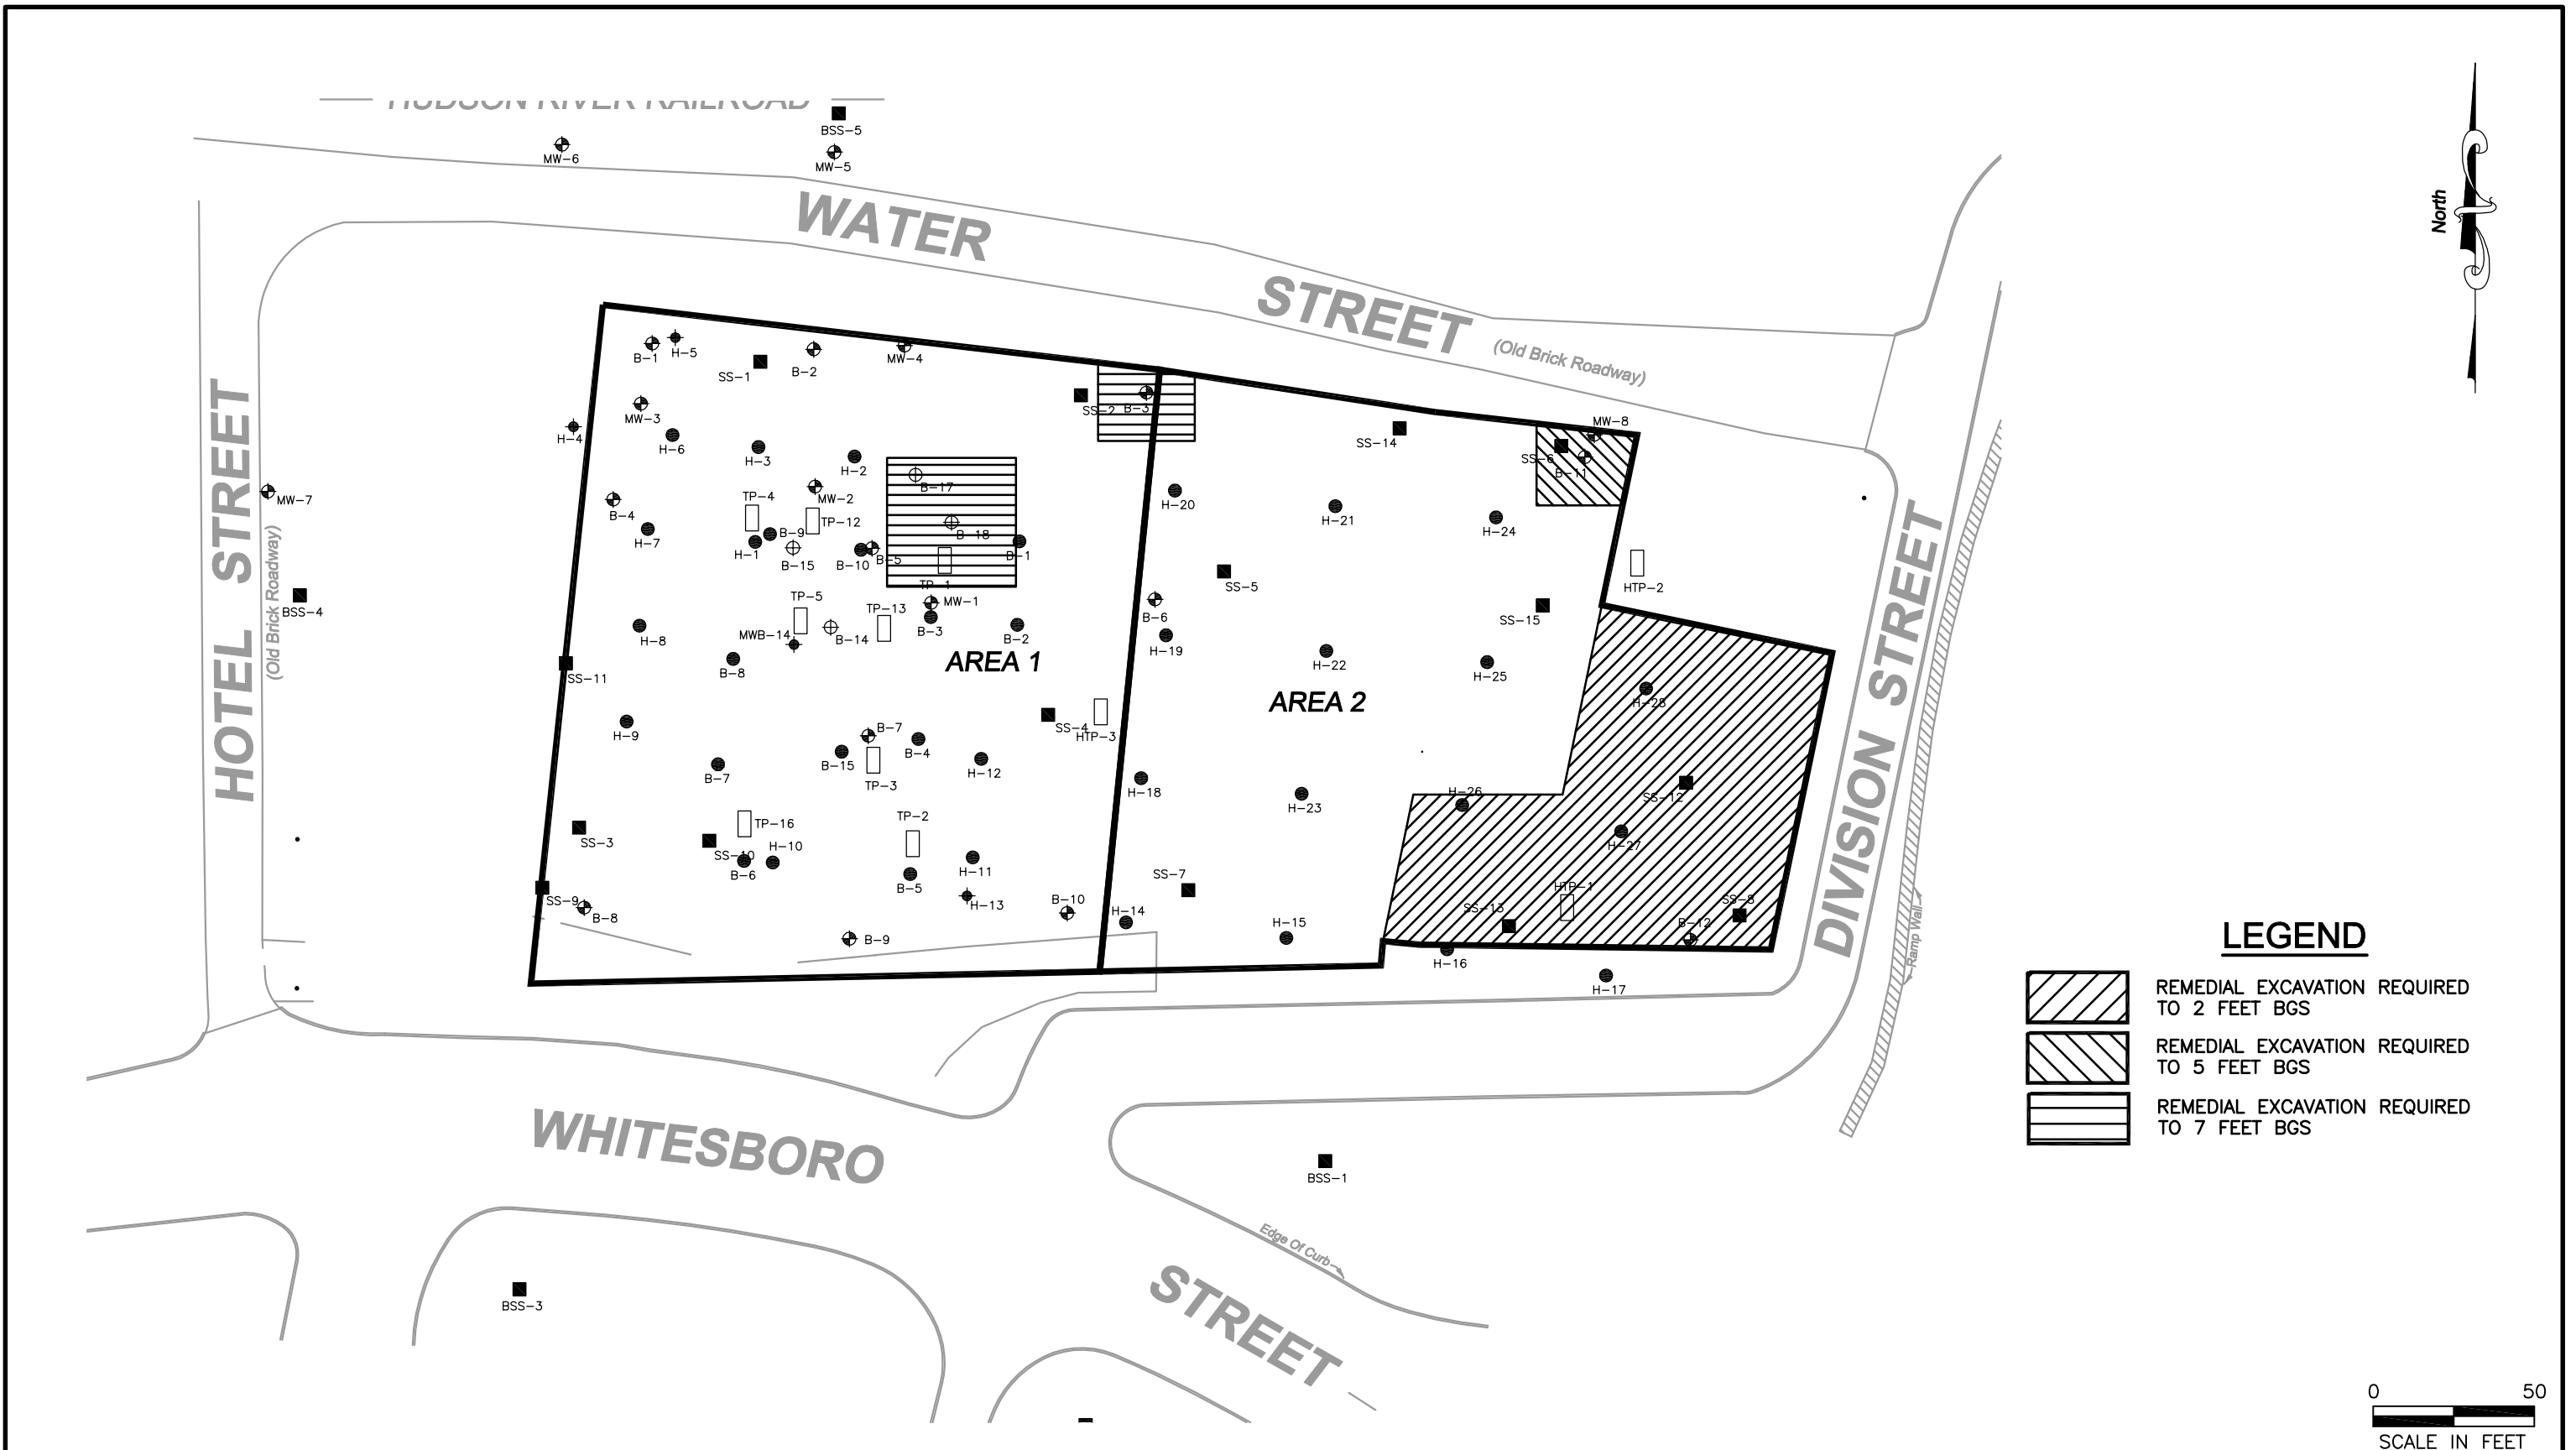 HUDSON RIVER RAILROAD
BSS-5
MW-6
MW-5
WATER
STREET
(Old Brick Roadway)
North
B-1
H-5
SS-1
B-2
MW-4
MW-3
H-4
H-6
H-3
H-2
SS-2
B-3
SS-14
MW-8
SS-6
B-11
MW-7
B-4
H-7
TP-4
MW-2
TP-12
B-17
B-18
H-1
B-9
B-15
B-10
B-5
B-1
TP-1
H-20
H-21
H-24
HTP-2
HOTEL STREET
(Old Brick Roadway)
BSS-4
H-8
TP-5
MWB-14
B-14
TP-13
MW-1
B-3
B-2
AREA 1
B-6
H-19
SS-5
SS-15
H-22
H-25
AREA 2
SS-11
B-8
H-9
B-7
B-7
B-15
TP-3
B-4
H-12
SS-4
HTP-3
H-18
H-23
H-26
H-28
SS-12
H-27
DIVISION STREET
Ramp Wall
SS-3
SS-10
TP-16
H-10
B-6
TP-2
H-11
B-5
H-13
B-10
H-14
SS-7
H-15
SS-13
HTP-1
SS-8
B-12
SS-9
B-8
B-9
H-16
H-17
LEGEND
REMEDIAL EXCAVATION REQUIRED
TO 2 FEET BGS
REMEDIAL EXCAVATION REQUIRED
TO 5 FEET BGS
REMEDIAL EXCAVATION REQUIRED
TO 7 FEET BGS
WHITESBORO
STREET
BSS-1
Edge Of Curb
BSS-3
0 50
SCALE IN FEET